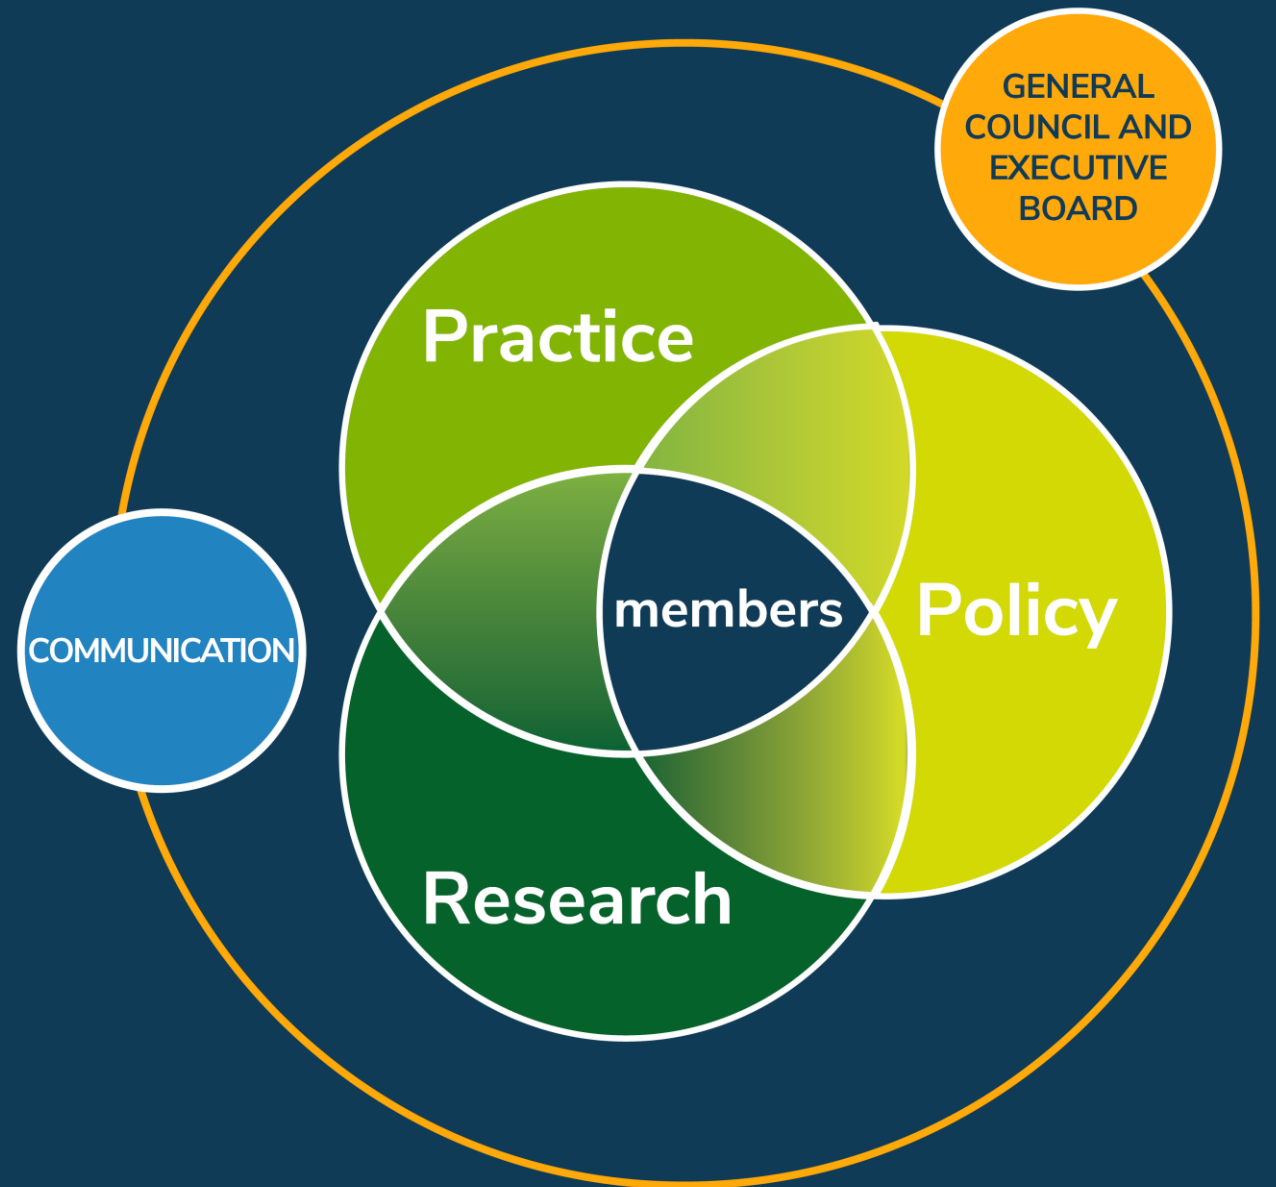 GENERAL
COUNCIL AND
EXECUTIVE
BOARD
Practice
members
Policy
COMMUNICATION
Research